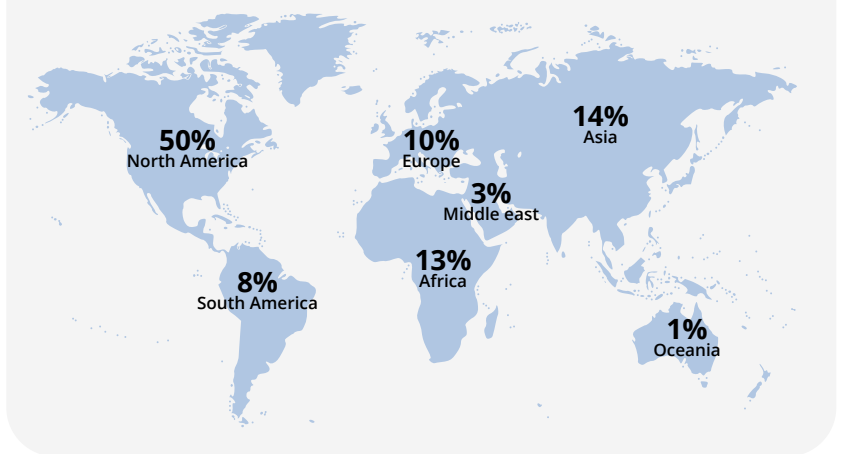 14%
Asia
50%
North America
10%
Europe
3%
Middle east
13%
Africa
8%
South America
1%
Oceania